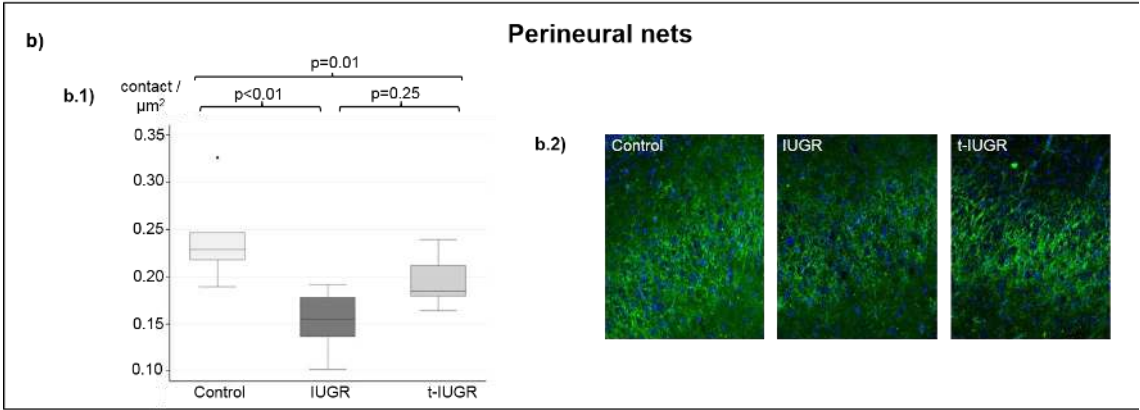 b)
Perineural nets
b.1)
contact /
μm²
p=0.01
p<0.01
p=0.25
0.35
0.30
0.25
0.20
0.15
0.10
Control
IUGR
t-IUGR
b.2)
Control
IUGR
t-IUGR